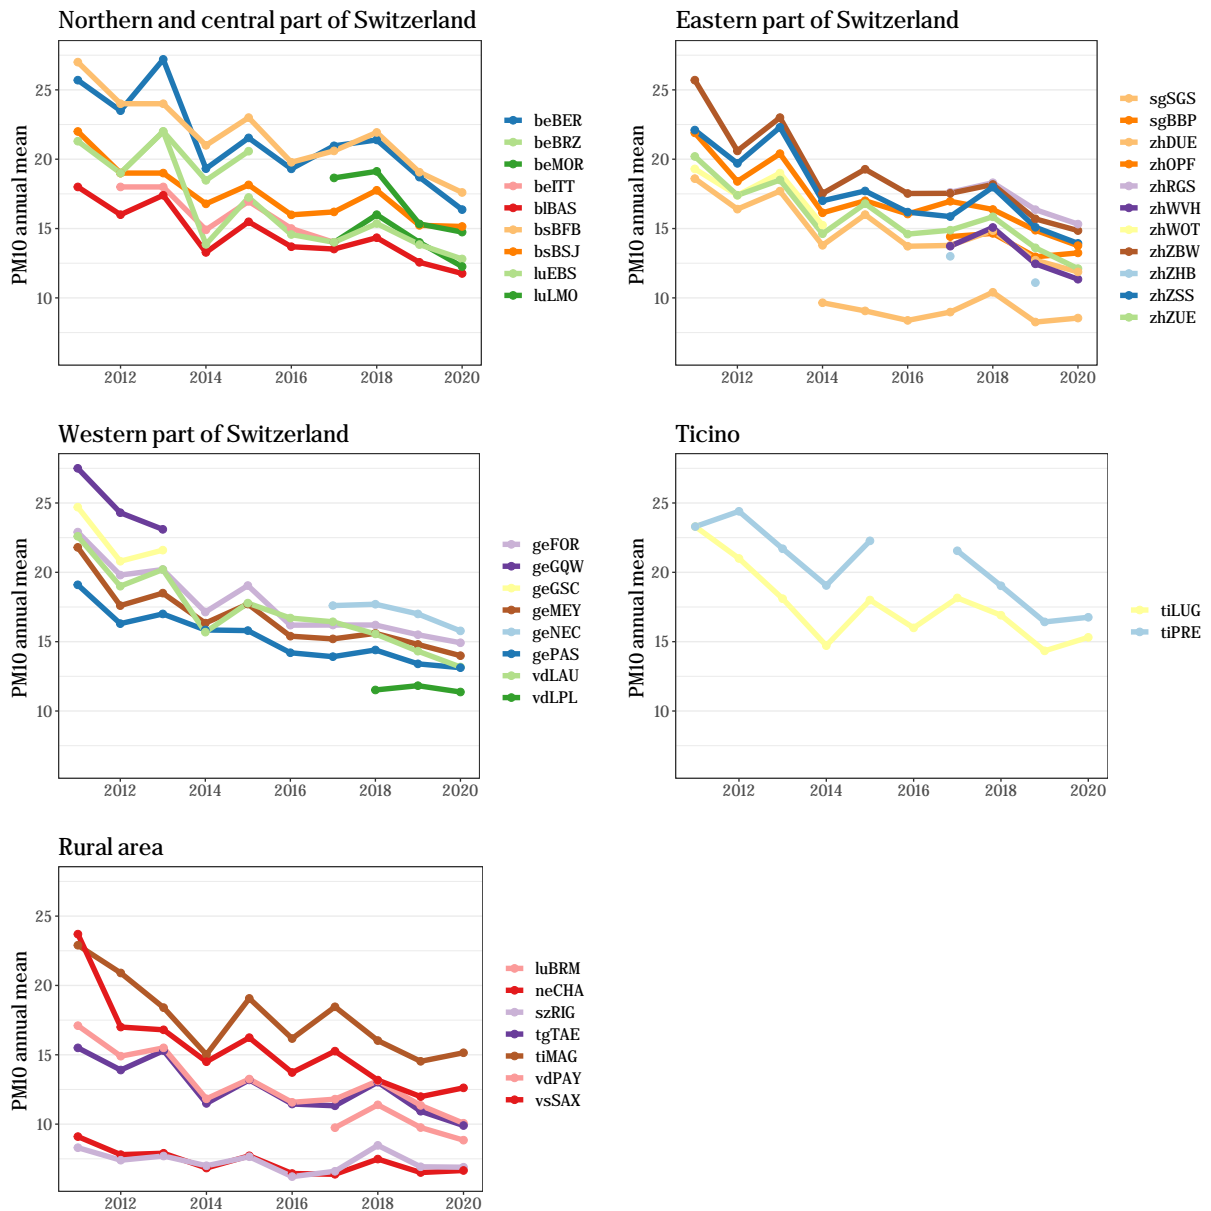 Northern and central part of Switzerland
PM10 annual mean
25
20
15
10
2012 2014 2016 2018 2020
beBER
beBRZ
beMOR
beITT
blBAS
bsBFB
bsBSJ
luEBS
luLMO
Eastern part of Switzerland
PM10 annual mean
25
20
15
10
2012 2014 2016 2018 2020
sgSGS
sgBBP
zhDUE
zhOPF
zhRGS
zhWVH
zhWOT
zhZBW
zhZHB
zhZSS
zhZUE
Western part of Switzerland
PM10 annual mean
25
20
15
10
2012 2014 2016 2018 2020
geFOR
geGQW
geGSC
geMEY
geNEC
gePAS
vdLAU
vdLPL
Ticino
PM10 annual mean
25
20
15
10
2012 2014 2016 2018 2020
tiLUG
tiPRE
Rural area
PM10 annual mean
25
20
15
10
2012 2014 2016 2018 2020
luBRM
neCHA
szRIG
tgTAE
tiMAG
vdPAY
vsSAX